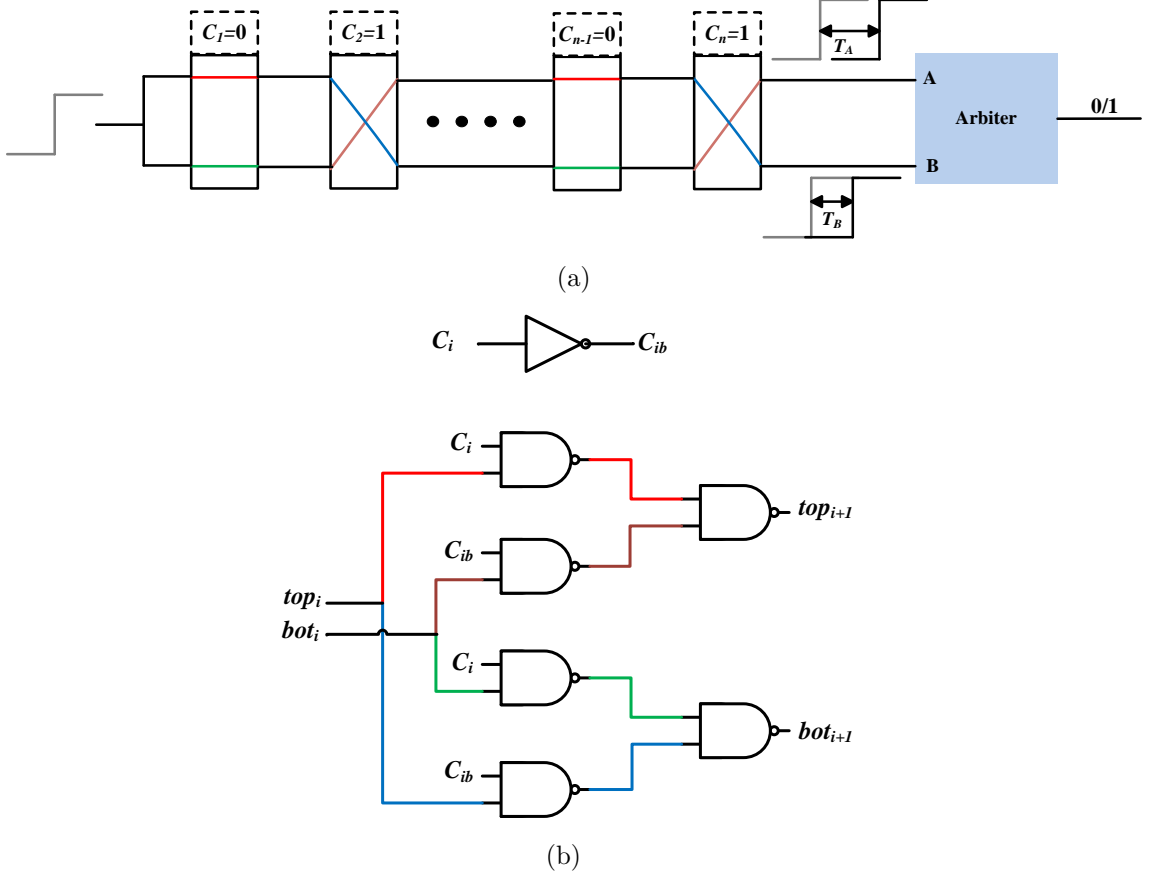 C1=0 C2=1 Cn-1=0 Cn=1
TA
A
Arbiter
0/1
B
TB
(a)
Ci Cib
Ci
topi+1
Cib
topi
boti
Ci
boti+1
Cib
(b)